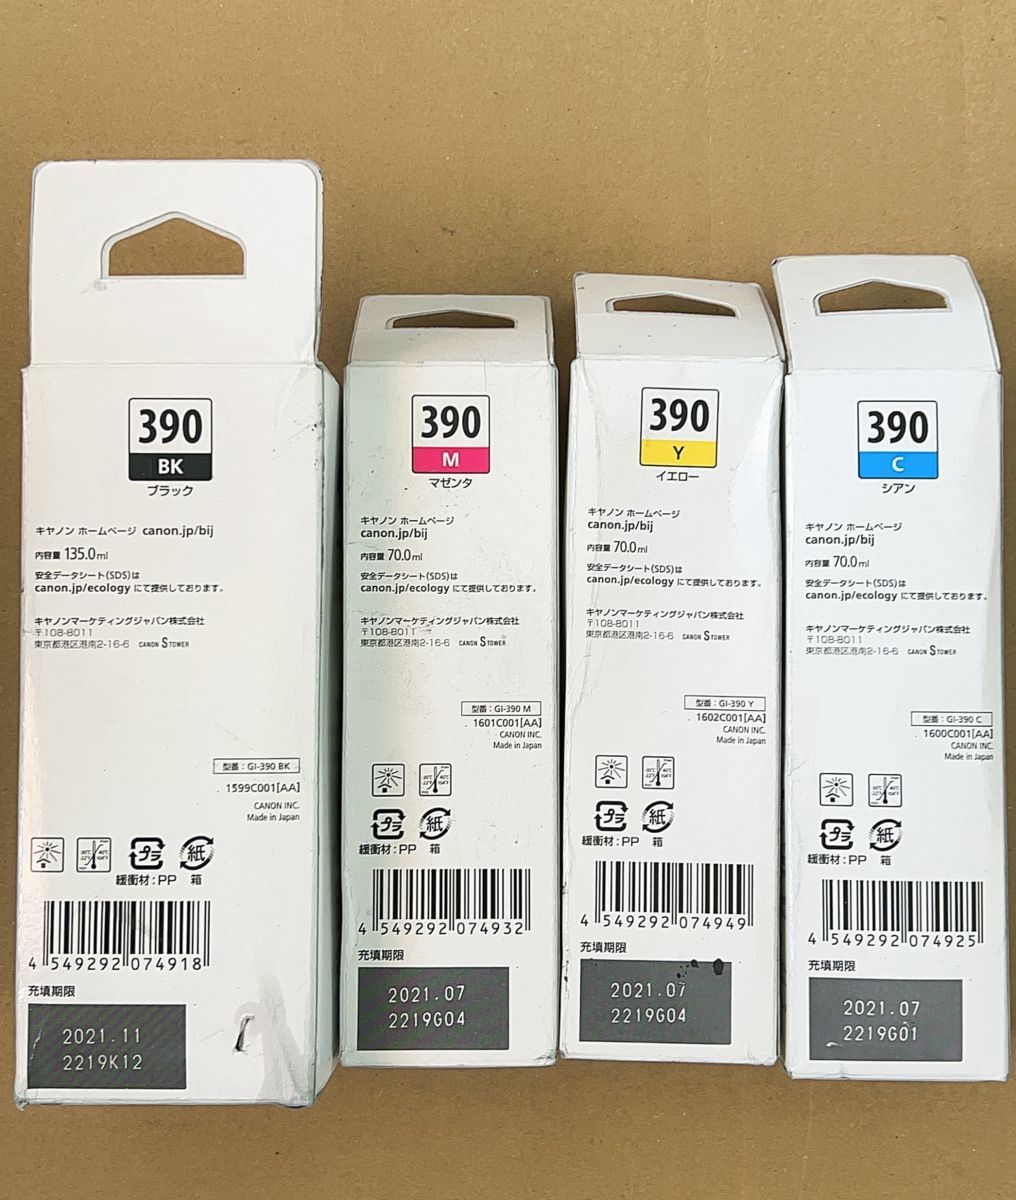 390
BK
ブラック
キヤノン ホームページ canon.jp/bij
内容量 135.0ml
安全データシート(SDS)は
canon.jp/ecology にて提供しております。
キヤノンマーケティングジャパン株式会社
〒108-8011
東京都港区港南2-16-6 CANON S TOWER
型番：GI-390 BK
1599C001[AA]
CANON INC.
Made in Japan
プラ
紙
緩衝材：PP 箱
4 549292 074918
充填期限
2021.11
2219K12
390
M
マゼンタ
キヤノン ホームページ
canon.jp/bij
内容量 70.0ml
安全データシート(SDS)は
canon.jp/ecology にて提供しております。
キヤノンマーケティングジャパン株式会社
〒108-8011
東京都港区港南2-16-6 CANON S TOWER
型番：GI-390 M
1601C001[AA]
CANON INC.
Made in Japan
プラ
紙
緩衝材：PP 箱
4 549292 074932
充填期限
2021.07
2219G04
390
Y
イエロー
キヤノン ホームページ
canon.jp/bij
内容量 70.0ml
安全データシート(SDS)は
canon.jp/ecology にて提供しております。
キヤノンマーケティングジャパン株式会社
〒108-8011
東京都港区港南2-16-6 CANON S TOWER
型番：GI-390 Y
1602C001[AA]
CANON INC.
Made in Japan
プラ
紙
緩衝材：PP 箱
4 549292 074949
充填期限
2021.07
2219G04
390
C
シアン
キヤノン ホームページ
canon.jp/bij
内容量 70.0ml
安全データシート(SDS)は
canon.jp/ecology にて提供しております。
キヤノンマーケティングジャパン株式会社
〒108-8011
東京都港区港南2-16-6 CANON S TOWER
型番：GI-390 C
1600C001[AA]
CANON INC.
Made in Japan
プラ
紙
緩衝材：PP 箱
4 549292 074925
充填期限
2021.07
2219G01